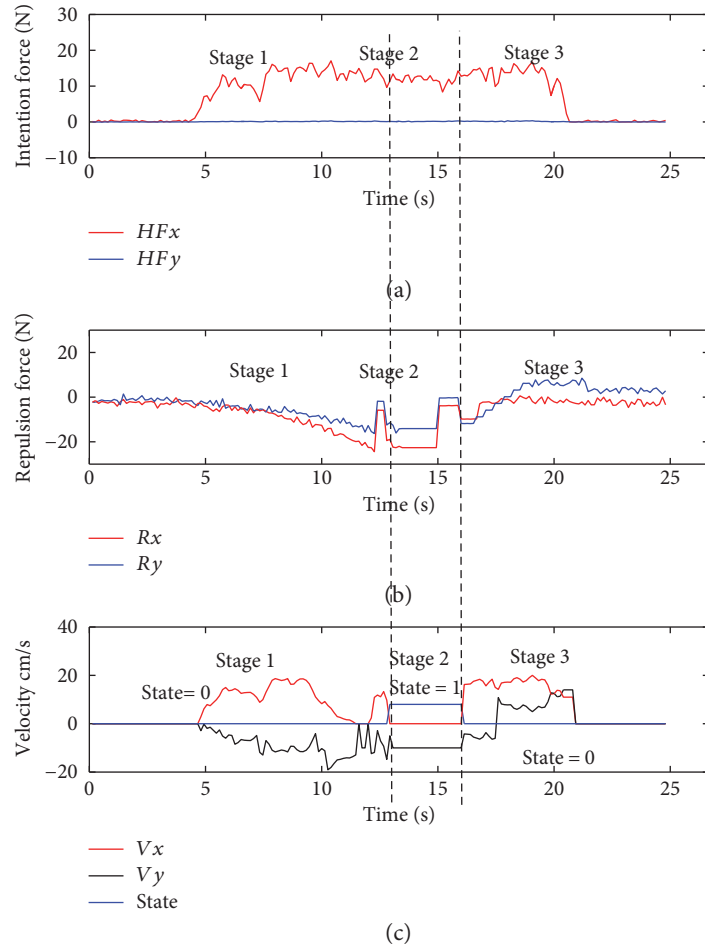 30
20
10
0
−10
Intention force (N)
Stage 1
Stage 2
Stage 3
0 5 10 15 20 25
Time (s)
HFx
HFy
(a)
20
0
−20
Repulsion force (N)
Stage 1
Stage 2
Stage 3
0 5 10 15 20 25
Time (s)
Rx
Ry
(b)
40
20
0
−20
Velocity cm/s
Stage 1
Stage 2
Stage 3
State= 0
State = 1
State = 0
0 5 10 15 20 25
Time (s)
Vx
Vy
State
(c)